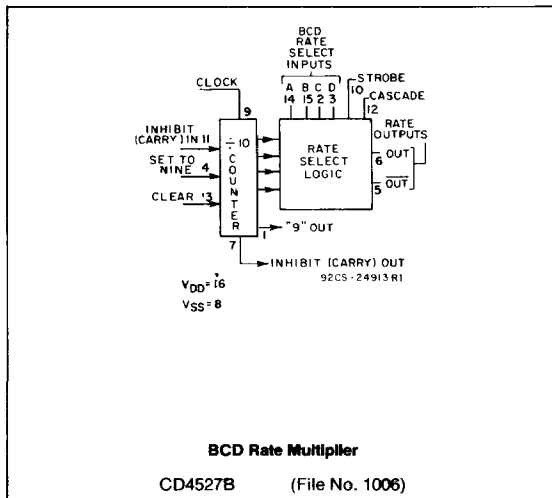 BCD
RATE
SELECT
INPUTS
STROBE
CLOCK
A B C D 10 CASCADE
14 15 2 3 12
9
RATE
OUTPUTS
INHIBIT
(CARRY) IN 11
÷10
COUNTER
SET TO
NINE 4
CLEAR 13
RATE
SELECT
LOGIC
6 OUT
5 OUT
1 "9" OUT
7
INHIBIT (CARRY) OUT
92CS-24913R1
VDD=16
VSS=8
BCD Rate Multiplier
CD4527B (File No. 1006)